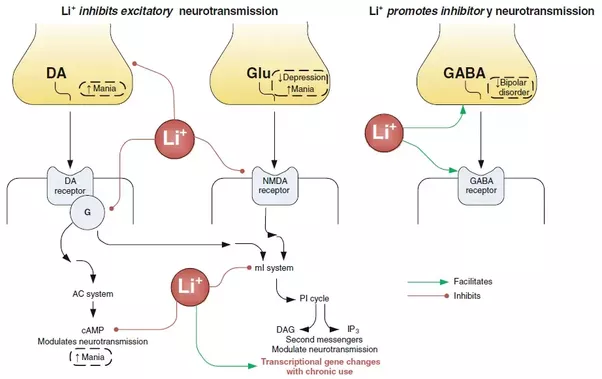 Li⁺ inhibits excitatory neurotransmission
Li⁺ promotes inhibitor y neurotransmission
DA
↑ Mania
Glu
↓Depression
↑Mania
GABA
↓Bipolar
disorder
Li⁺
Li⁺
DA
receptor
G
NMDA
receptor
GABA
receptor
mI system
Li⁺
AC system
PI cycle
Facilitates
Inhibits
cAMP
Modulates neurotransmission
↑ Mania
DAG
IP₃
Second messengers
Modulate neurotransmission
Transcriptional gene changes
with chronic use